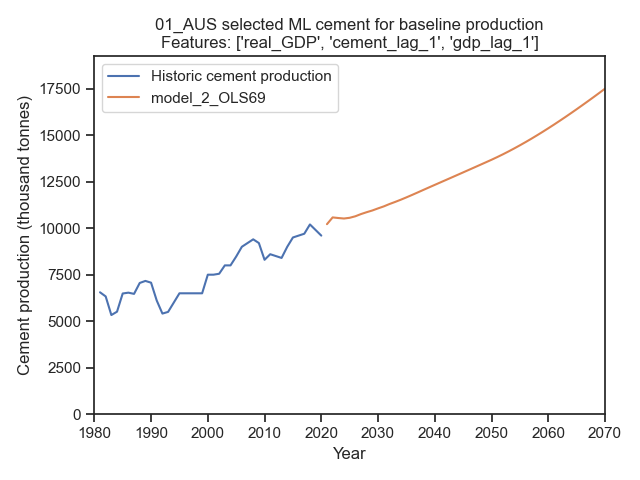 01_AUS selected ML cement for baseline production
Features: ['real_GDP', 'cement_lag_1', 'gdp_lag_1']
Historic cement production
model_2_OLS69
Cement production (thousand tonnes)
17500
15000
12500
10000
7500
5000
2500
0
1980 1990 2000 2010 2020 2030 2040 2050 2060 2070
Year